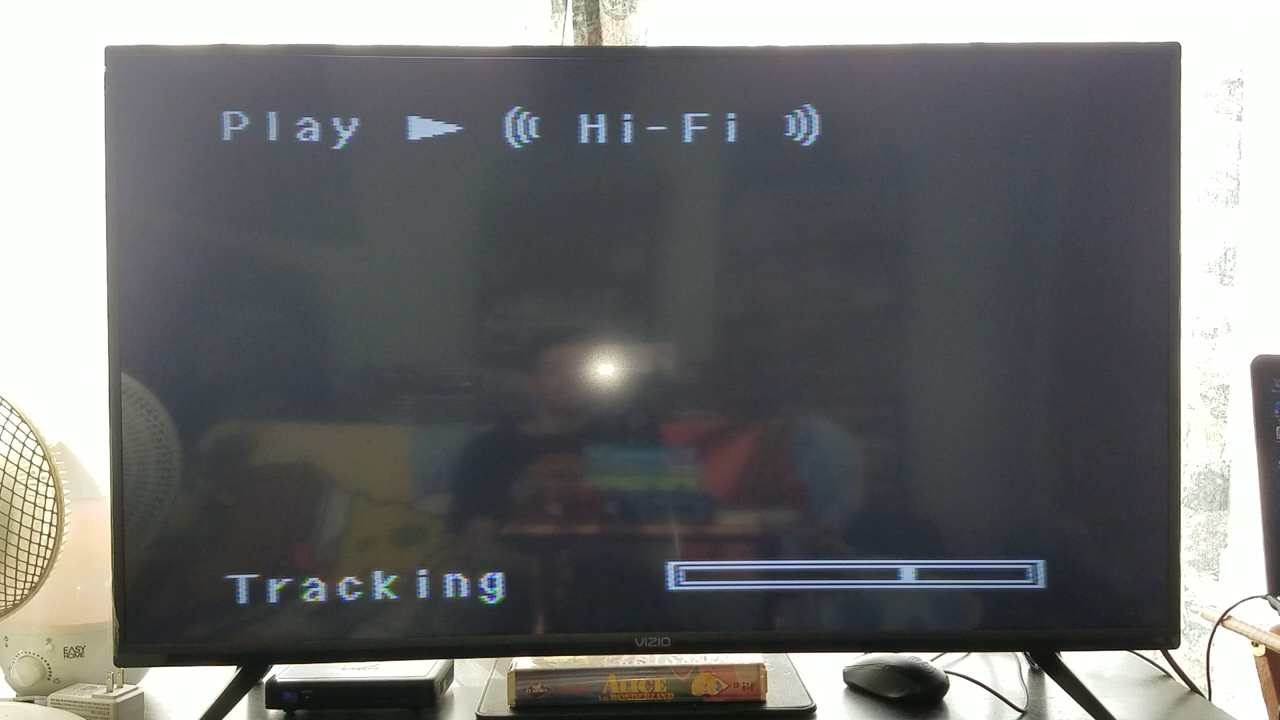 Play ► Hi-Fi
Tracking
VIZIO
EASY
HOME
ALICE
IN WONDERLAND